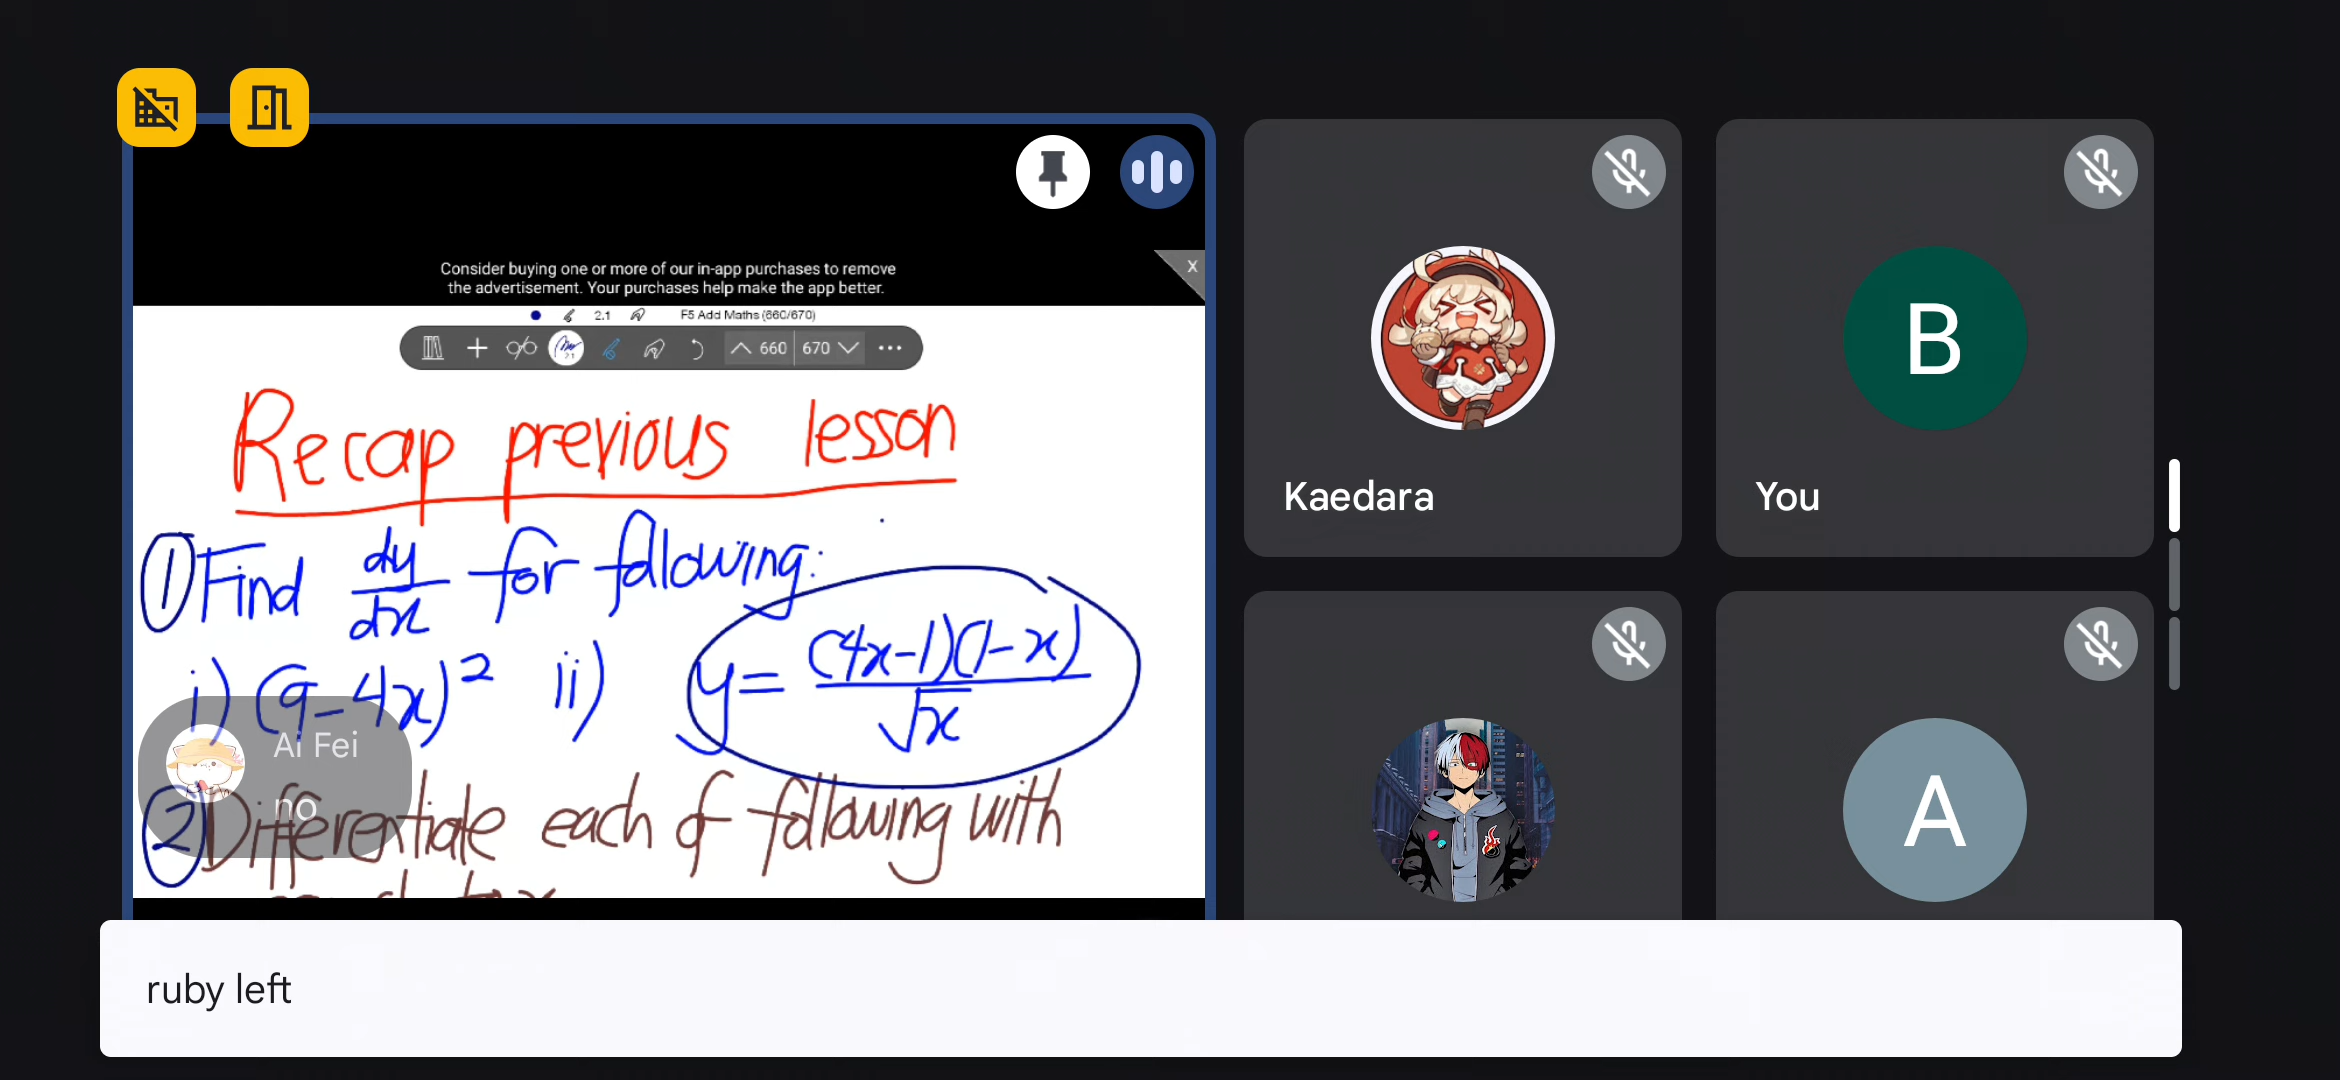 Consider buying one or more of our in-app purchases to remove
the advertisement. Your purchases help make the app better.
X
2.1 F5 Add Maths (660/670)
2.1 660 670
Recap previous lesson
① Find dy/dx for following:
i) (9-4x)² ii) y= (4x-1)(1-x)/√x
Ai Fei
no
② Differentiate each of following with
Kaedara
B
You
A
ruby left